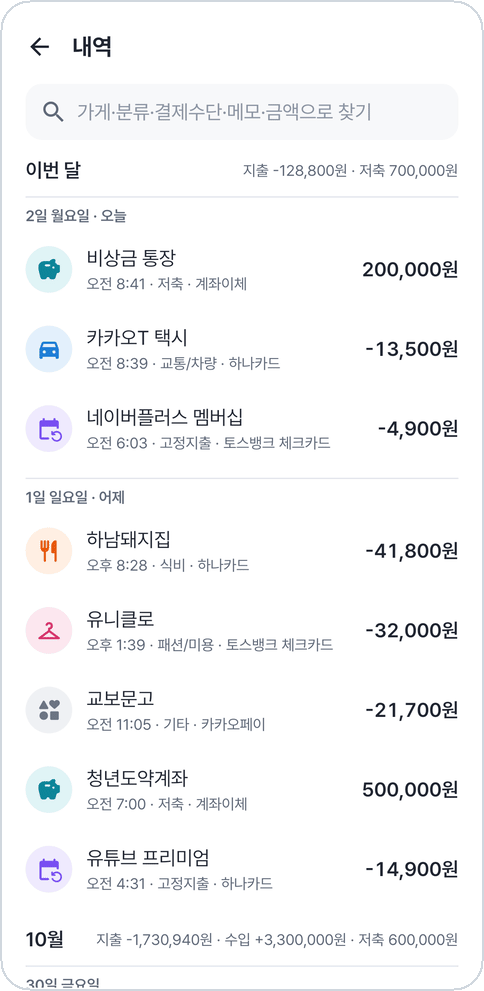 내역
가게·분류·결제수단·메모·금액으로 찾기
이번 달 지출 -128,800원 · 저축 700,000원
2일 월요일 · 오늘
비상금 통장
오전 8:41 · 저축 · 계좌이체
200,000원
카카오T 택시
오전 8:39 · 교통/차량 · 하나카드
-13,500원
네이버플러스 멤버십
오전 6:03 · 고정지출 · 토스뱅크 체크카드
-4,900원
1일 일요일 · 어제
하남돼지집
오후 8:28 · 식비 · 하나카드
-41,800원
유니클로
오후 1:39 · 패션/미용 · 토스뱅크 체크카드
-32,000원
교보문고
오전 11:05 · 기타 · 카카오페이
-21,700원
청년도약계좌
오전 7:00 · 저축 · 계좌이체
500,000원
유튜브 프리미엄
오전 4:31 · 고정지출 · 하나카드
-14,900원
10월 지출 -1,730,940원 · 수입 +3,300,000원 · 저축 600,000원
30일 금요일